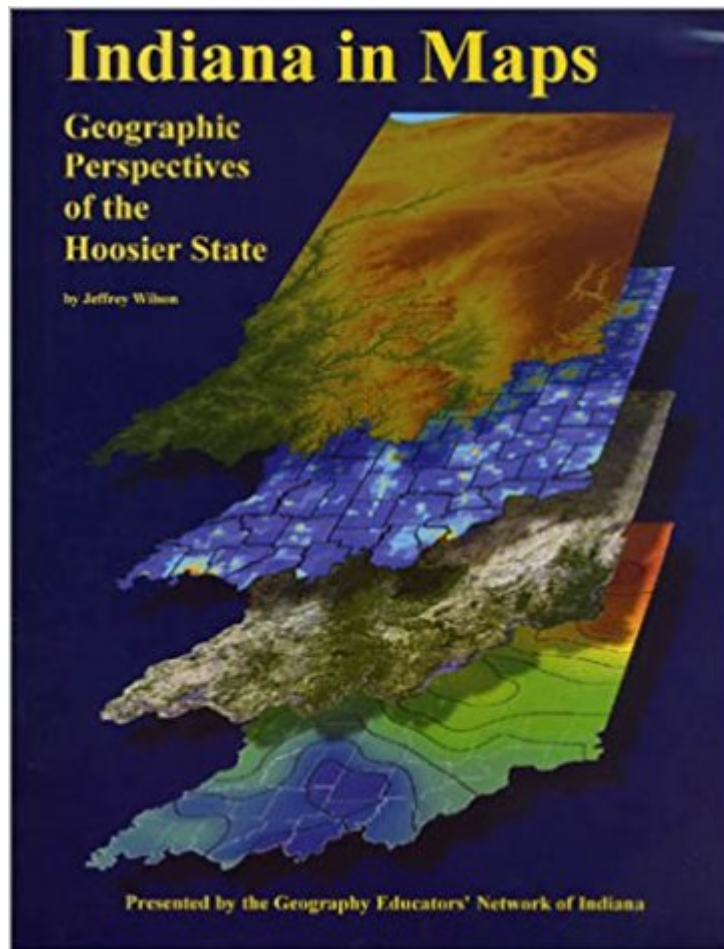 Indiana in Maps
Geographic
Perspectives
of the
Hoosier State
by Jeffrey Wilson
Presented by the Geography Educators' Network of Indiana